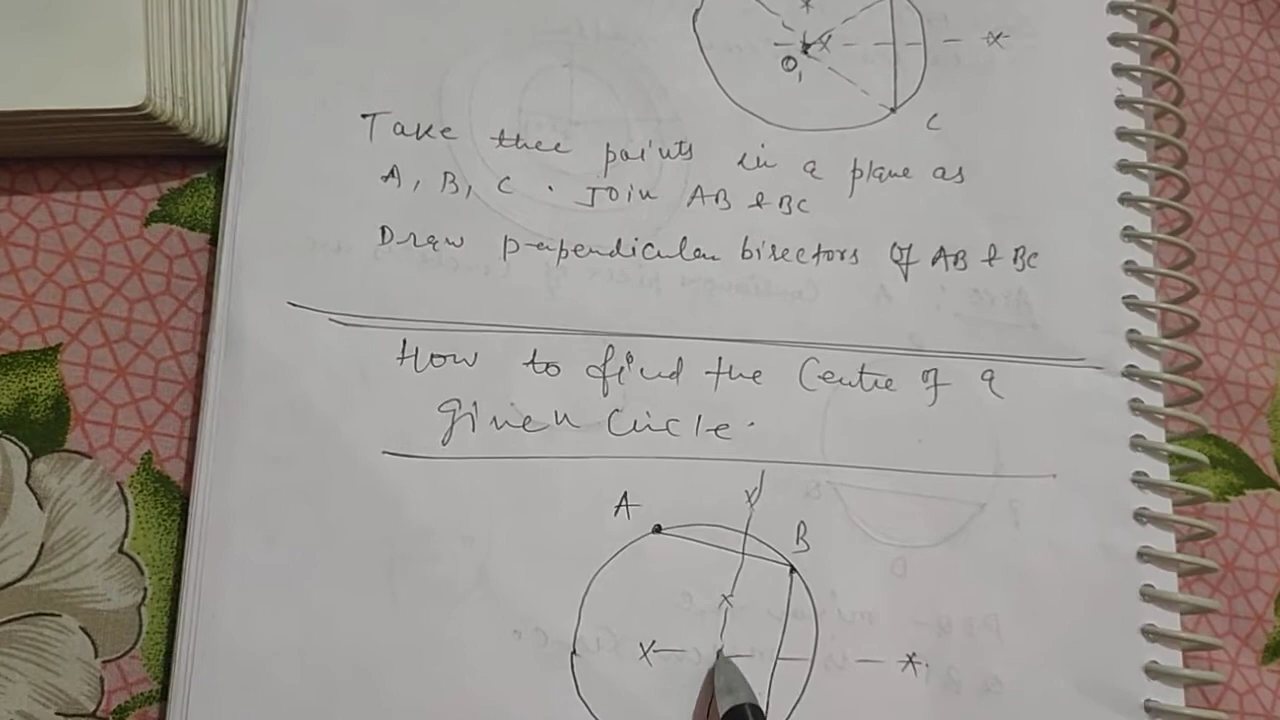 O,
C
Take thee points in a plane as
A, B, C . Join AB & BC
Draw perpendicular bisectors of AB & BC
How to find the Centre of a
given Circle.
A
B